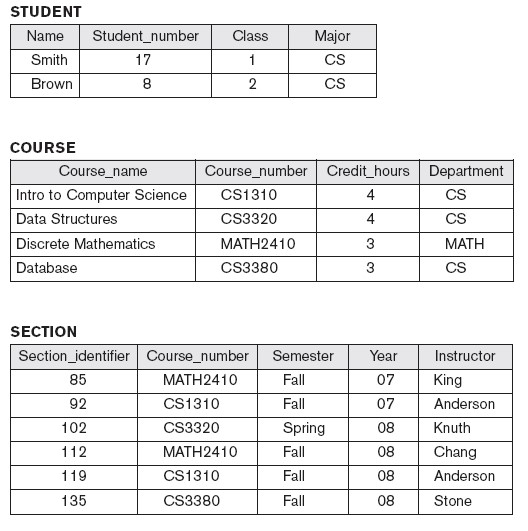 STUDENT
Name Student_number Class Major
Smith 17 1 CS
Brown 8 2 CS
COURSE
Course_name Course_number Credit_hours Department
Intro to Computer Science CS1310 4 CS
Data Structures CS3320 4 CS
Discrete Mathematics MATH2410 3 MATH
Database CS3380 3 CS
SECTION
Section_identifier Course_number Semester Year Instructor
85 MATH2410 Fall 07 King
92 CS1310 Fall 07 Anderson
102 CS3320 Spring 08 Knuth
112 MATH2410 Fall 08 Chang
119 CS1310 Fall 08 Anderson
135 CS3380 Fall 08 Stone